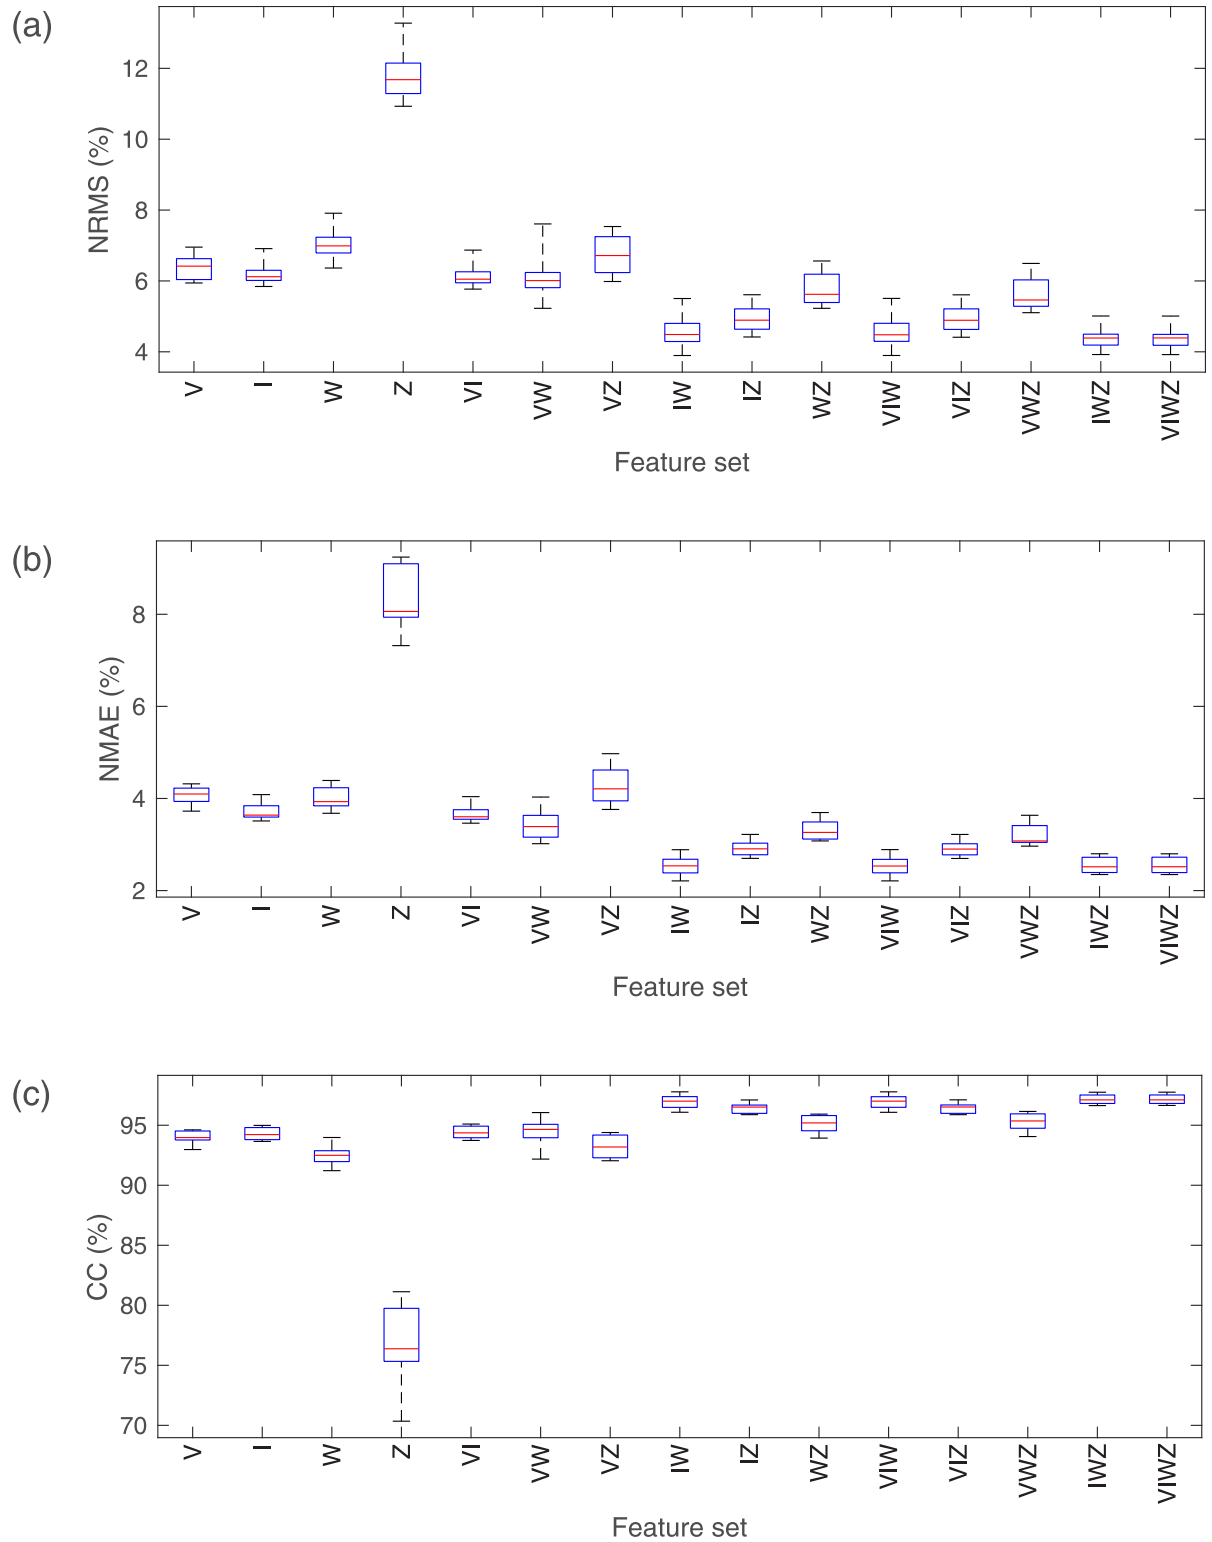 (a)
NRMS (%)
12
10
8
6
4
V I W Z VI VW VZ IW IZ WZ VIW VIZ VWZ IWZ VIWZ
Feature set
(b)
NMAE (%)
8
6
4
2
V I W Z VI VW VZ IW IZ WZ VIW VIZ VWZ IWZ VIWZ
Feature set
(c)
CC (%)
95
90
85
80
75
70
V I W Z VI VW VZ IW IZ WZ VIW VIZ VWZ IWZ VIWZ
Feature set